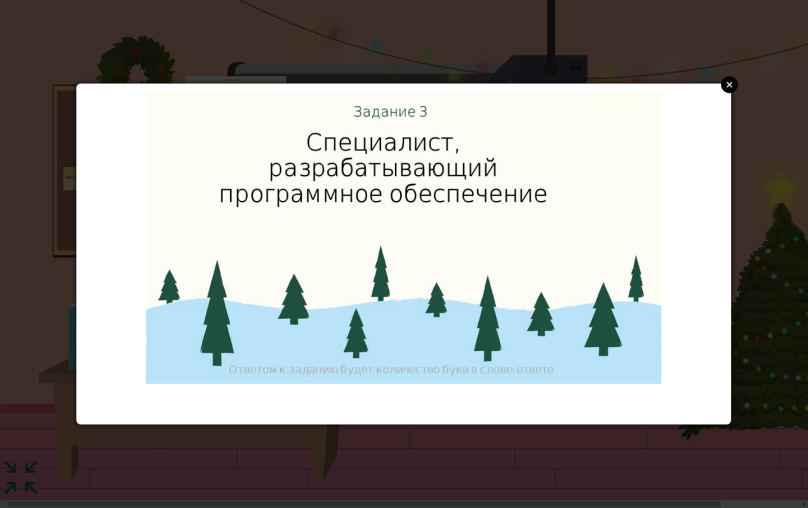 Задание 3
Специалист,
разрабатывающий
программное обеспечение
Ответом к заданию будет количество букв в слове-ответе